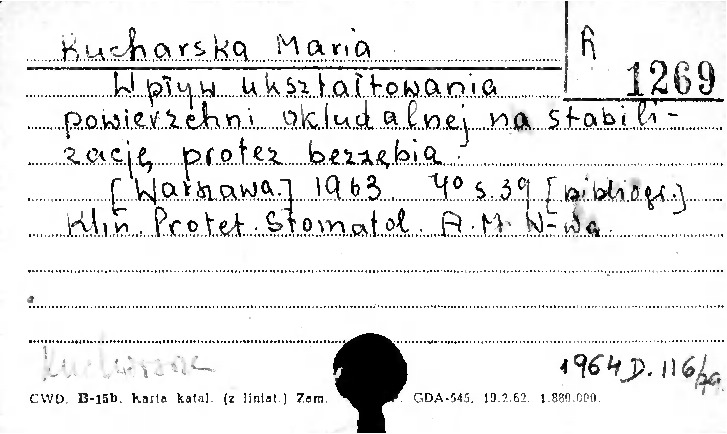 Kucharska Maria
R
1269
Wpływ ukształtowania
powierzchni okludalnej na stabili-
zację protez bezzębia.
[Warszawa.] 1963 4° s. 39 [bibliogr.]
Klin. Protet. Stomatol. A. M. W-wa.
1964 D. 116/
CWD. B-15b. Karta katal. (z liniat.) Zam. GDA-545. 19.2.62. 1.880.000.